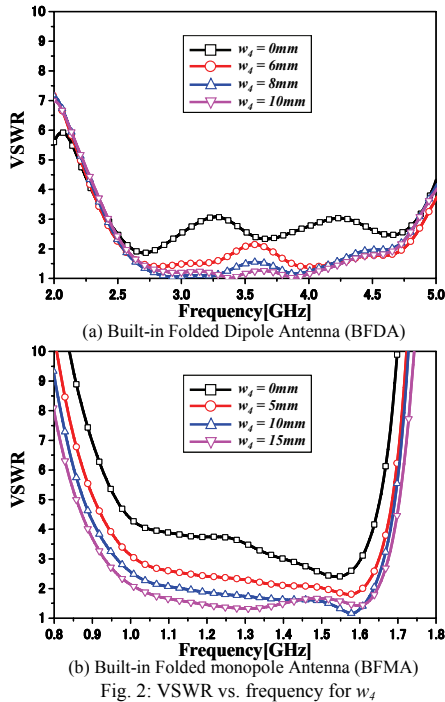 10
9
8
7
6
5
4
3
2
1
VSWR
w4 = 0mm
w4 = 6mm
w4 = 8mm
w4 = 10mm
2.0 2.5 3.0 3.5 4.0 4.5 5.0
Frequency[GHz]
(a) Built-in Folded Dipole Antenna (BFDA)
10
9
8
7
6
5
4
3
2
1
VSWR
w4 = 0mm
w4 = 5mm
w4 = 10mm
w4 = 15mm
0.8 0.9 1.0 1.1 1.2 1.3 1.4 1.5 1.6 1.7 1.8
Frequency[GHz]
(b) Built-in Folded monopole Antenna (BFMA)
Fig. 2: VSWR vs. frequency for w4